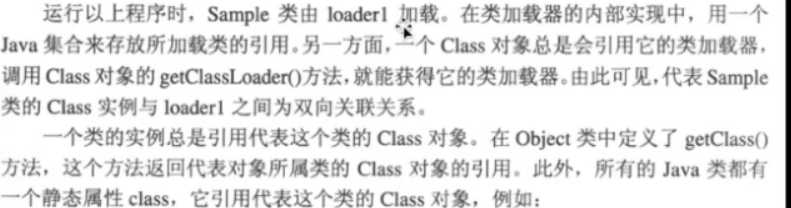 运行以上程序时，Sample 类由 loader1 加载。在类加载器的内部实现中，用一个
Java 集合来存放所加载类的引用。另一方面，一个 Class 对象总是会引用它的类加载器，
调用 Class 对象的 getClassLoader()方法，就能获得它的类加载器。由此可见，代表 Sample
类的 Class 实例与 loader1 之间为双向关联关系。
一个类的实例总是引用代表这个类的 Class 对象。在 Object 类中定义了 getClass()
方法，这个方法返回代表对象所属类的 Class 对象的引用。此外，所有的 Java 类都有
一个静态属性 class，它引用代表这个类的 Class 对象，例如：